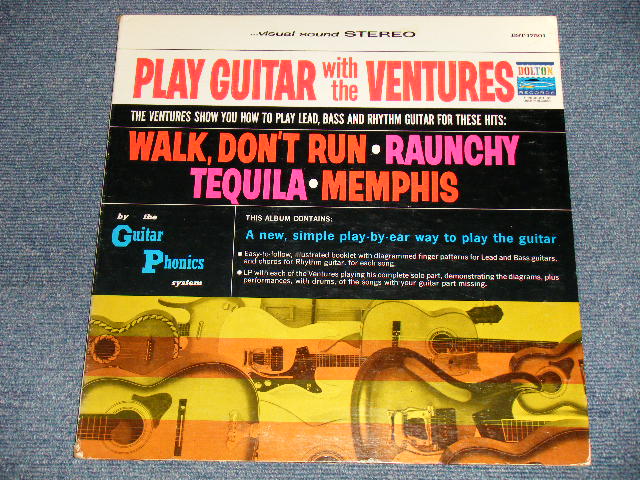 ...visual sound STEREO
BST 17501
PLAY GUITAR with the VENTURES
DOLTON
RECORDS
THE VENTURES SHOW YOU HOW TO PLAY LEAD, BASS AND RHYTHM GUITAR FOR THESE HITS:
WALK, DON'T RUN • RAUNCHY
TEQUILA • MEMPHIS
by the
Guitar
Phonics
system
THIS ALBUM CONTAINS:
A new, simple play-by-ear way to play the guitar
Easy-to-follow, illustrated booklet with diagrammed finger patterns for Lead and Bass guitars,
and chords for Rhythm guitar, for each song.
LP with each of the Ventures playing his complete solo part, demonstrating the diagrams, plus
performances, with drums, of the songs with your guitar part missing.